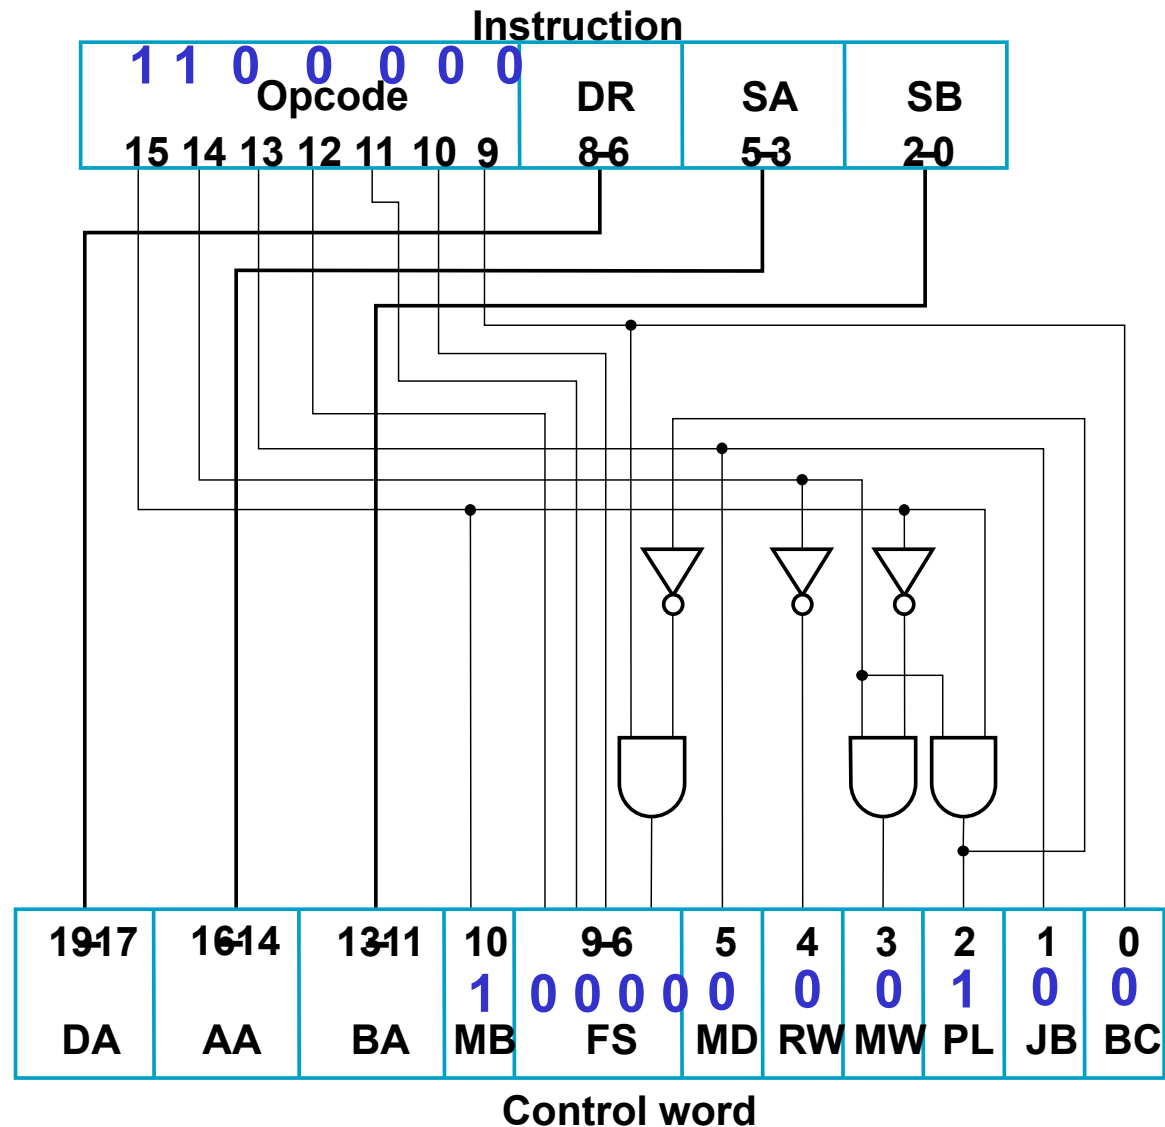 Instruction
1 1 0 0 0 0 0
Opcode DR SA SB
15 14 13 12 11 10 9 8-6 5-3 2-0
19-17 16-14 13-11 10 9-6 5 4 3 2 1 0
1 0 0 0 0 0 0 0 1 0 0
DA AA BA MB FS MD RW MW PL JB BC
Control word